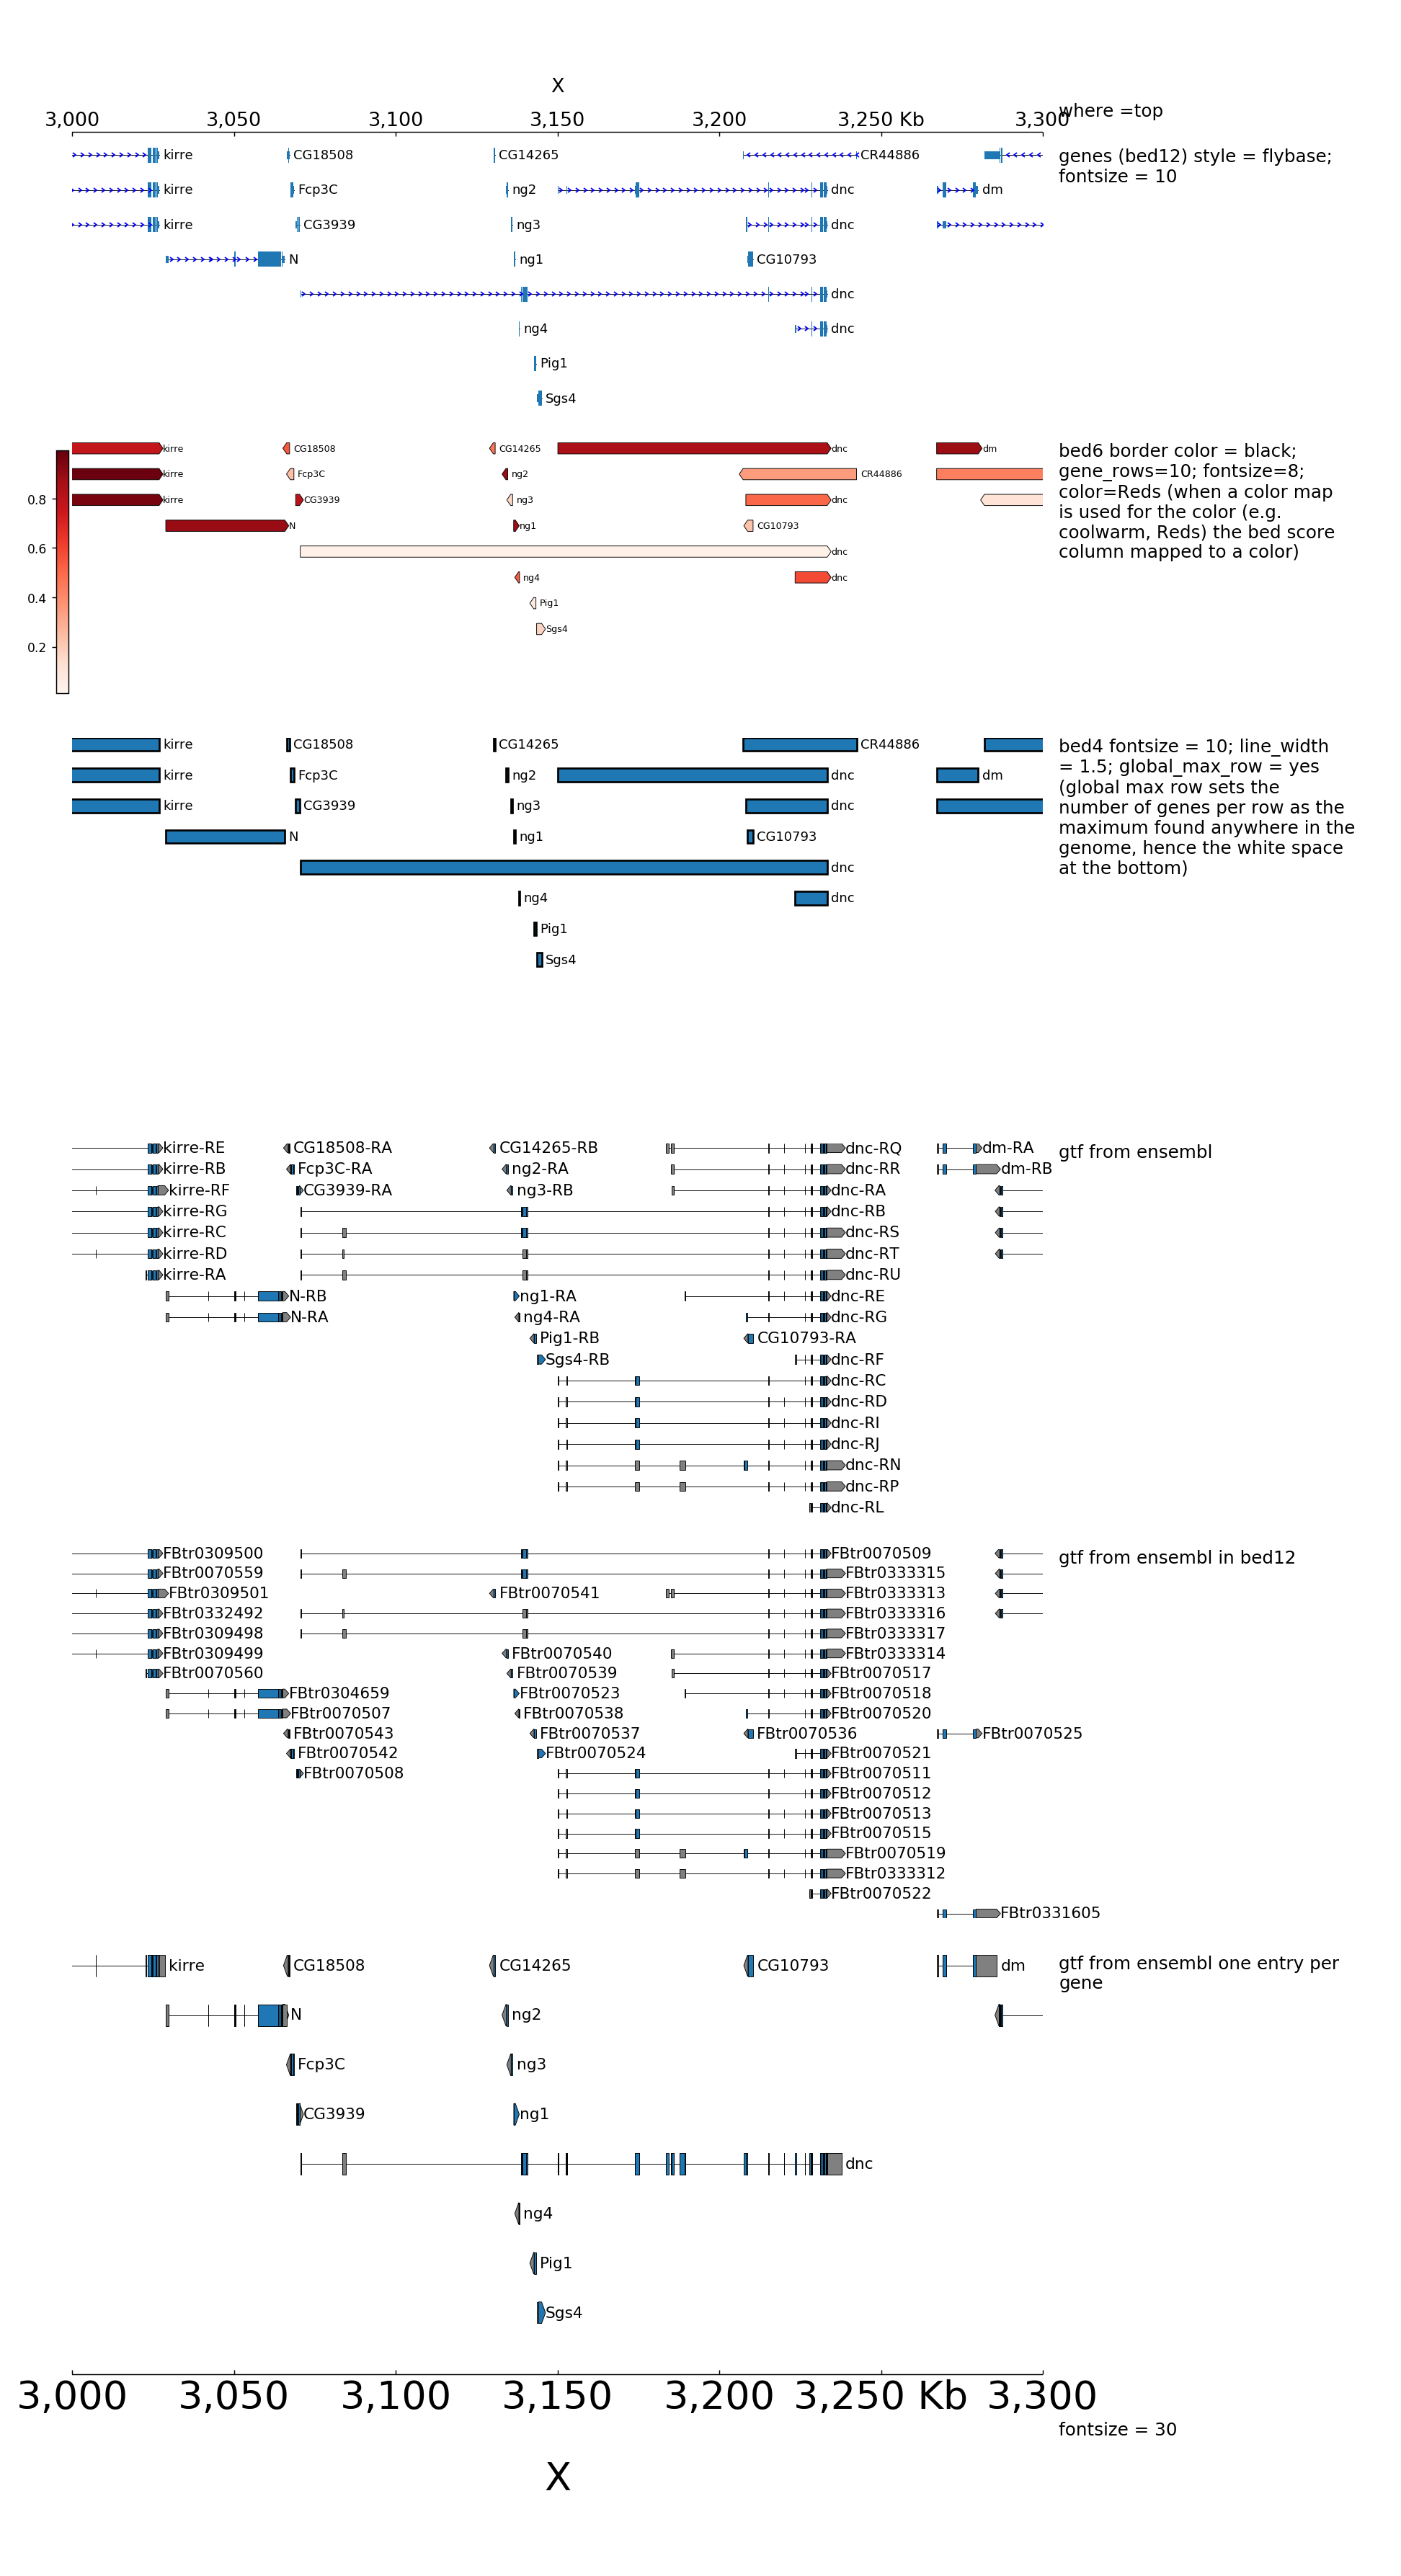 X
3,000 3,050 3,100 3,150 3,200 3,250 Kb 3,300
where =top
kirre CG18508 CG14265 CR44886
genes (bed12) style = flybase;
fontsize = 10
kirre Fcp3C ng2 dnc dm
kirre CG3939 ng3 dnc
N ng1 CG10793
dnc
ng4 dnc
Pig1
Sgs4
kirre CG18508 CG14265 dnc dm
kirre Fcp3C ng2 CR44886
kirre CG3939 ng3 dnc
N ng1 CG10793
dnc
ng4 dnc
Pig1
Sgs4
0.8
0.6
0.4
0.2
bed6 border color = black;
gene_rows=10; fontsize=8;
color=Reds (when a color map
is used for the color (e.g.
coolwarm, Reds) the bed score
column mapped to a color)
kirre CG18508 CG14265 CR44886
kirre Fcp3C ng2 dnc dm
kirre CG3939 ng3 dnc
N ng1 CG10793
dnc
ng4 dnc
Pig1
Sgs4
bed4 fontsize = 10; line_width
= 1.5; global_max_row = yes
(global max row sets the
number of genes per row as the
maximum found anywhere in the
genome, hence the white space
at the bottom)
kirre-RE CG18508-RA CG14265-RB dnc-RQ dm-RA
gtf from ensembl
kirre-RB Fcp3C-RA ng2-RA dnc-RR dm-RB
kirre-RF CG3939-RA ng3-RB dnc-RA
kirre-RG dnc-RB
kirre-RC dnc-RS
kirre-RD dnc-RT
kirre-RA dnc-RU
N-RB ng1-RA dnc-RE
N-RA ng4-RA dnc-RG
Pig1-RB CG10793-RA
Sgs4-RB dnc-RF
dnc-RC
dnc-RD
dnc-RI
dnc-RJ
dnc-RN
dnc-RP
dnc-RL
FBtr0309500 FBtr0070509
gtf from ensembl in bed12
FBtr0070559 FBtr0333315
FBtr0309501 FBtr0070541 FBtr0333313
FBtr0332492 FBtr0333316
FBtr0309498 FBtr0333317
FBtr0309499 FBtr0070540 FBtr0333314
FBtr0070560 FBtr0070539 FBtr0070517
FBtr0304659 FBtr0070523 FBtr0070518
FBtr0070507 FBtr0070538 FBtr0070520
FBtr0070543 FBtr0070537 FBtr0070536 FBtr0070525
FBtr0070542 FBtr0070524 FBtr0070521
FBtr0070508 FBtr0070511
FBtr0070512
FBtr0070513
FBtr0070515
FBtr0070519
FBtr0333312
FBtr0070522
FBtr0331605
kirre CG18508 CG14265 CG10793 dm
gtf from ensembl one entry per
gene
N ng2
Fcp3C ng3
CG3939 ng1
dnc
ng4
Pig1
Sgs4
3,000 3,050 3,100 3,150 3,200 3,250 Kb 3,300
fontsize = 30
X